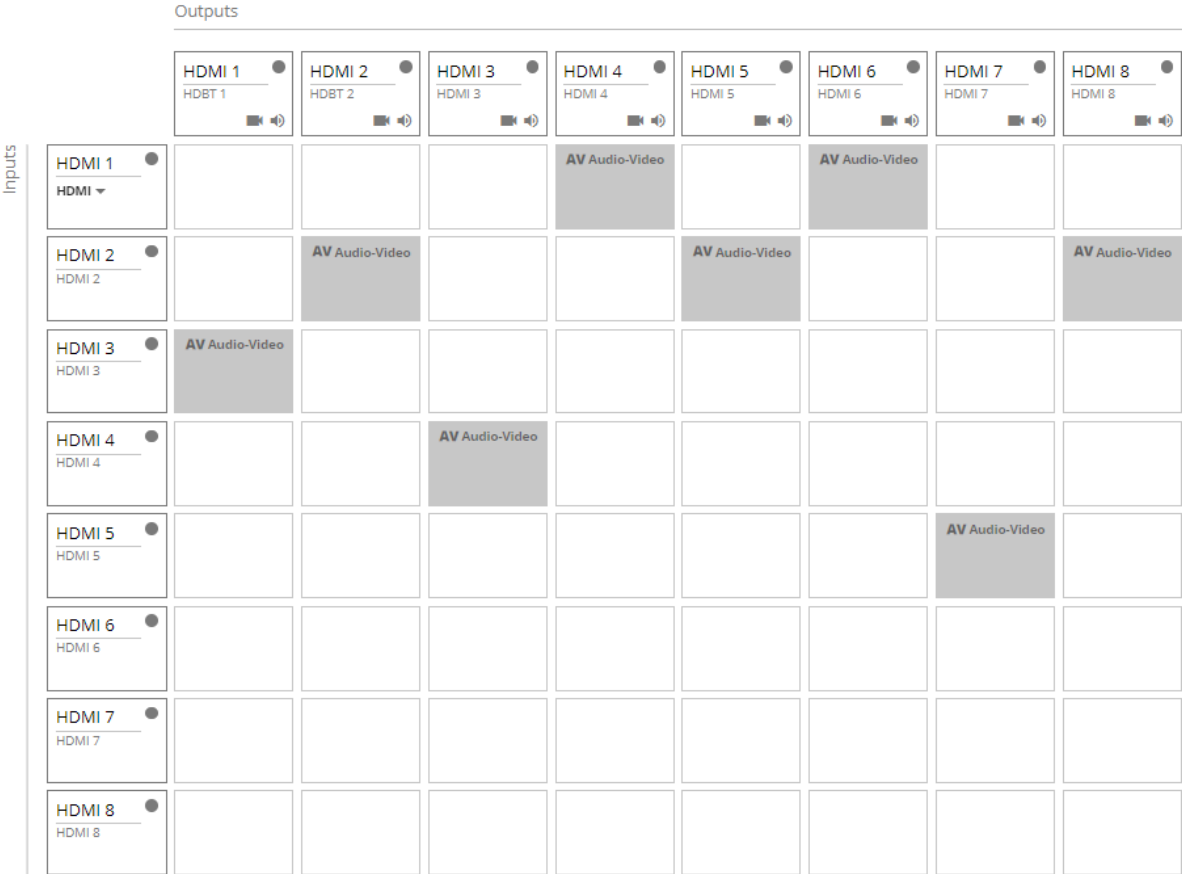 Outputs
HDMI 1 HDMI 2 HDMI 3 HDMI 4 HDMI 5 HDMI 6 HDMI 7 HDMI 8
HDBT 1 HDBT 2 HDMI 3 HDMI 4 HDMI 5 HDMI 6 HDMI 7 HDMI 8
Inputs
HDMI 1 AV Audio-Video AV Audio-Video
HDMI
HDMI 2 AV Audio-Video AV Audio-Video AV Audio-Video
HDMI 2
HDMI 3 AV Audio-Video
HDMI 3
HDMI 4 AV Audio-Video
HDMI 4
HDMI 5 AV Audio-Video
HDMI 5
HDMI 6
HDMI 6
HDMI 7
HDMI 7
HDMI 8
HDMI 8